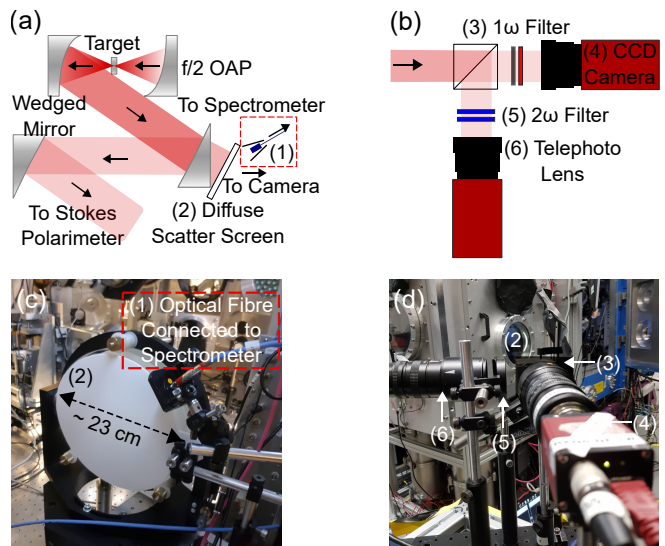 (a)
Target
f/2 OAP
Wedged
Mirror
To Spectrometer
(1)
To Camera
To Stokes
Polarimeter
(2) Diffuse
Scatter Screen
(b)
(3) 1ω Filter
(4) CCD
Camera
(5) 2ω Filter
(6) Telephoto
Lens
(c)
(1) Optical Fibre
Connected to
Spectrometer
(2)
~ 23 cm
(d)
(2)
(3)
(4)
(6)
(5)